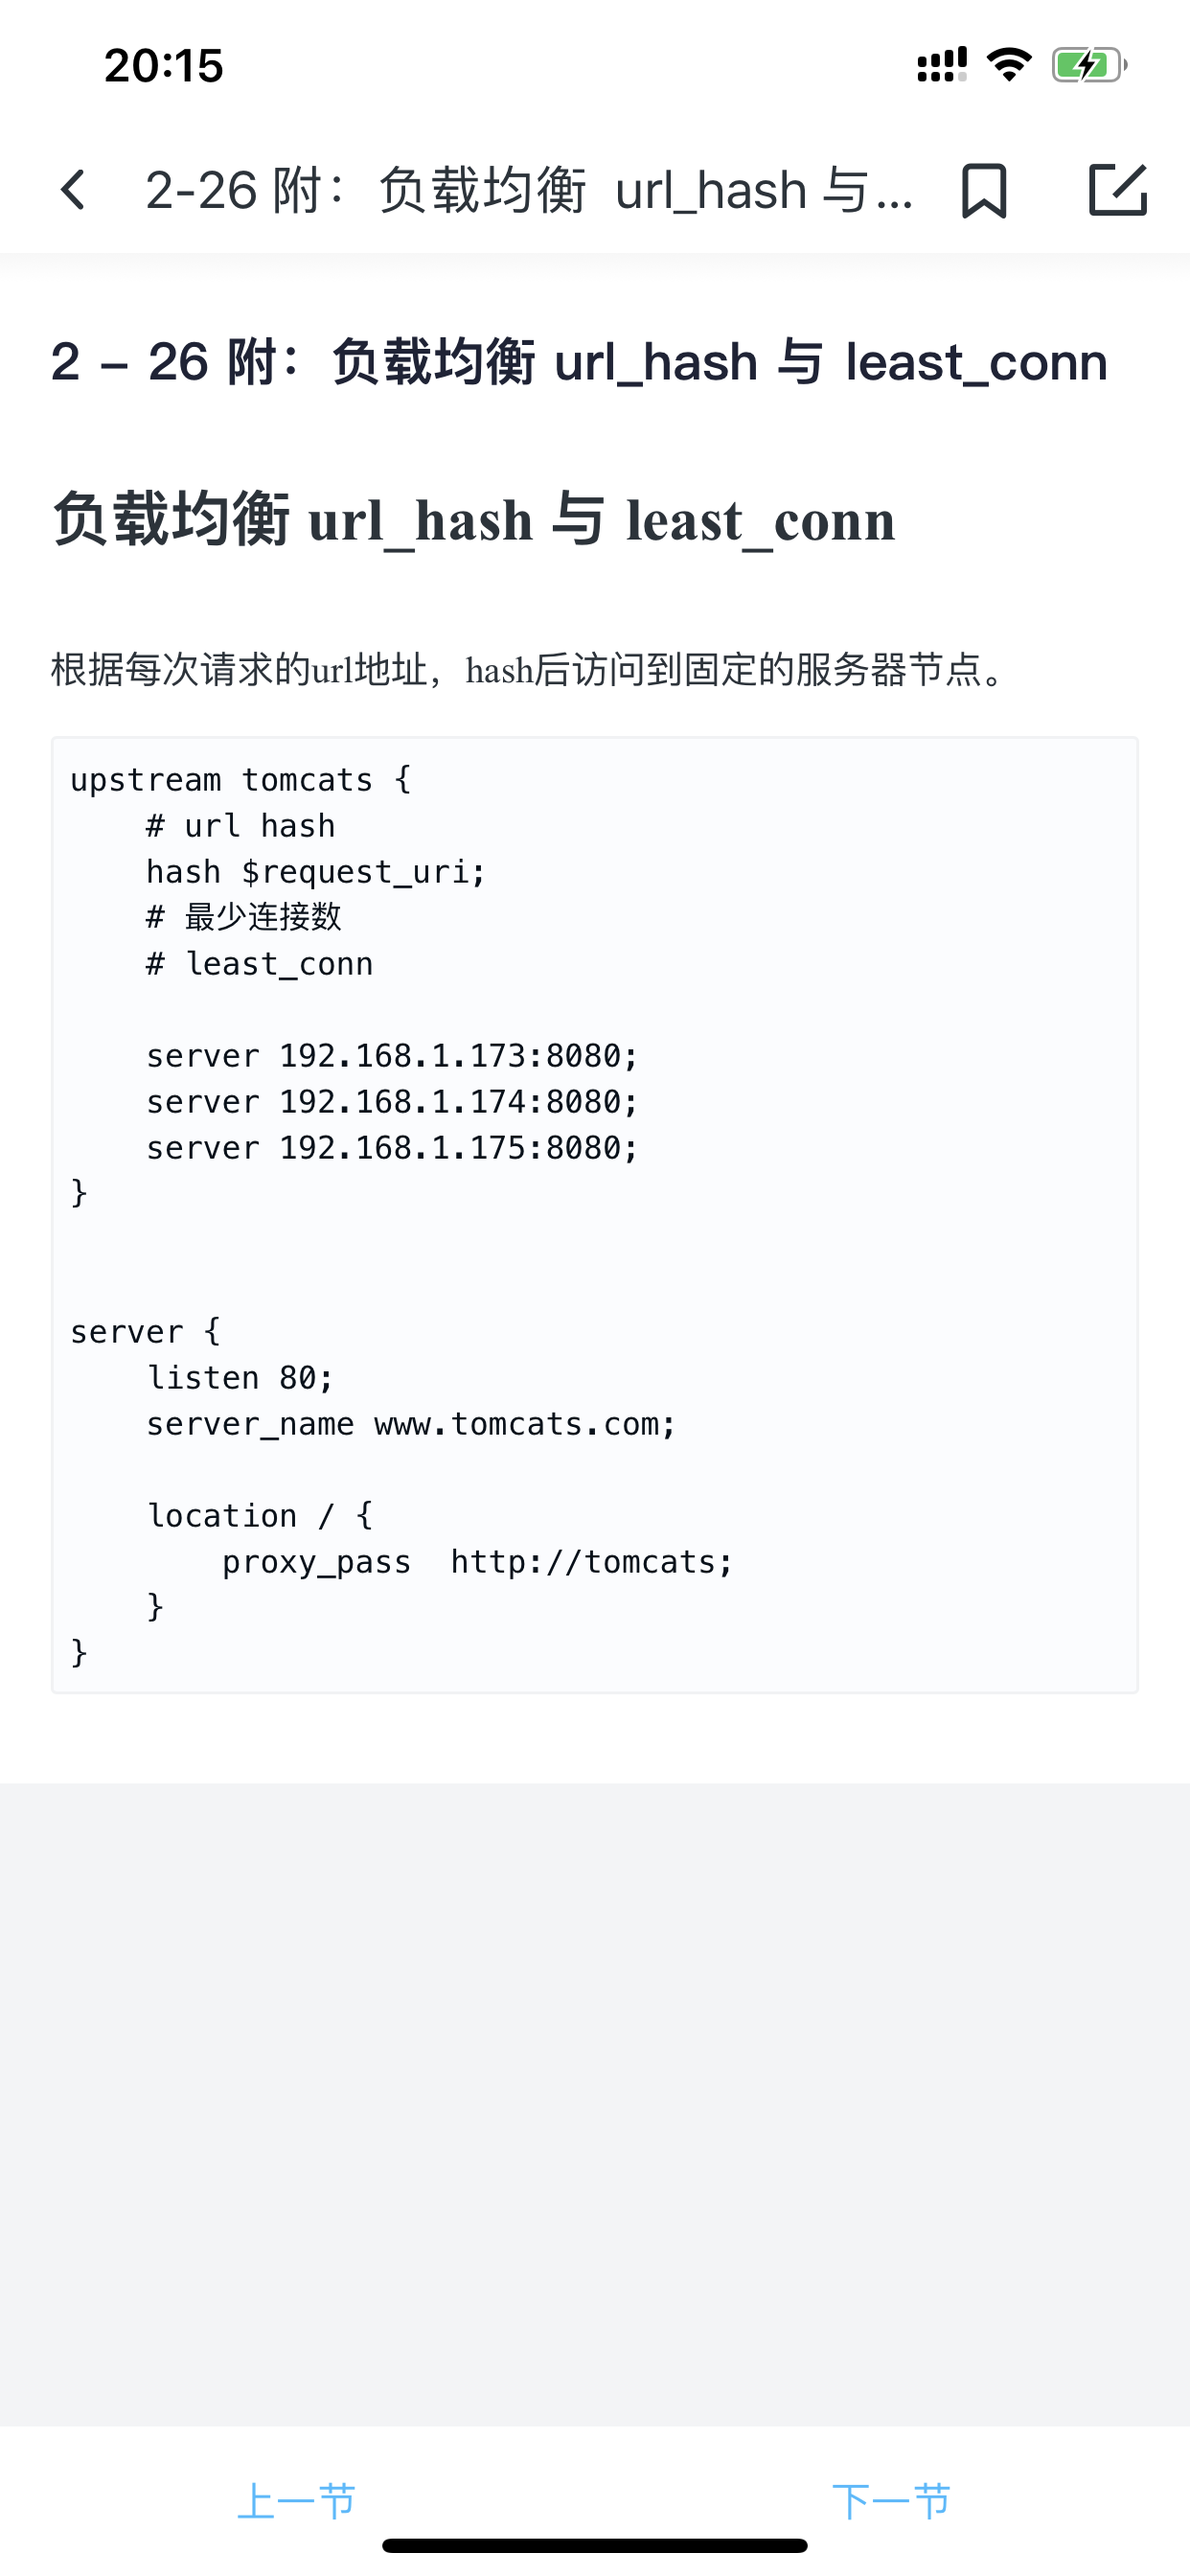 20:15
2-26 附：负载均衡 url_hash 与...
2 – 26 附：负载均衡 url_hash 与 least_conn
负载均衡 url_hash 与 least_conn
根据每次请求的url地址，hash后访问到固定的服务器节点。
upstream tomcats {
    # url hash
    hash $request_uri;
    # 最少连接数
    # least_conn

    server 192.168.1.173:8080;
    server 192.168.1.174:8080;
    server 192.168.1.175:8080;
}

server {
    listen 80;
    server_name www.tomcats.com;

    location / {
        proxy_pass  http://tomcats;
    }
}
上一节
下一节